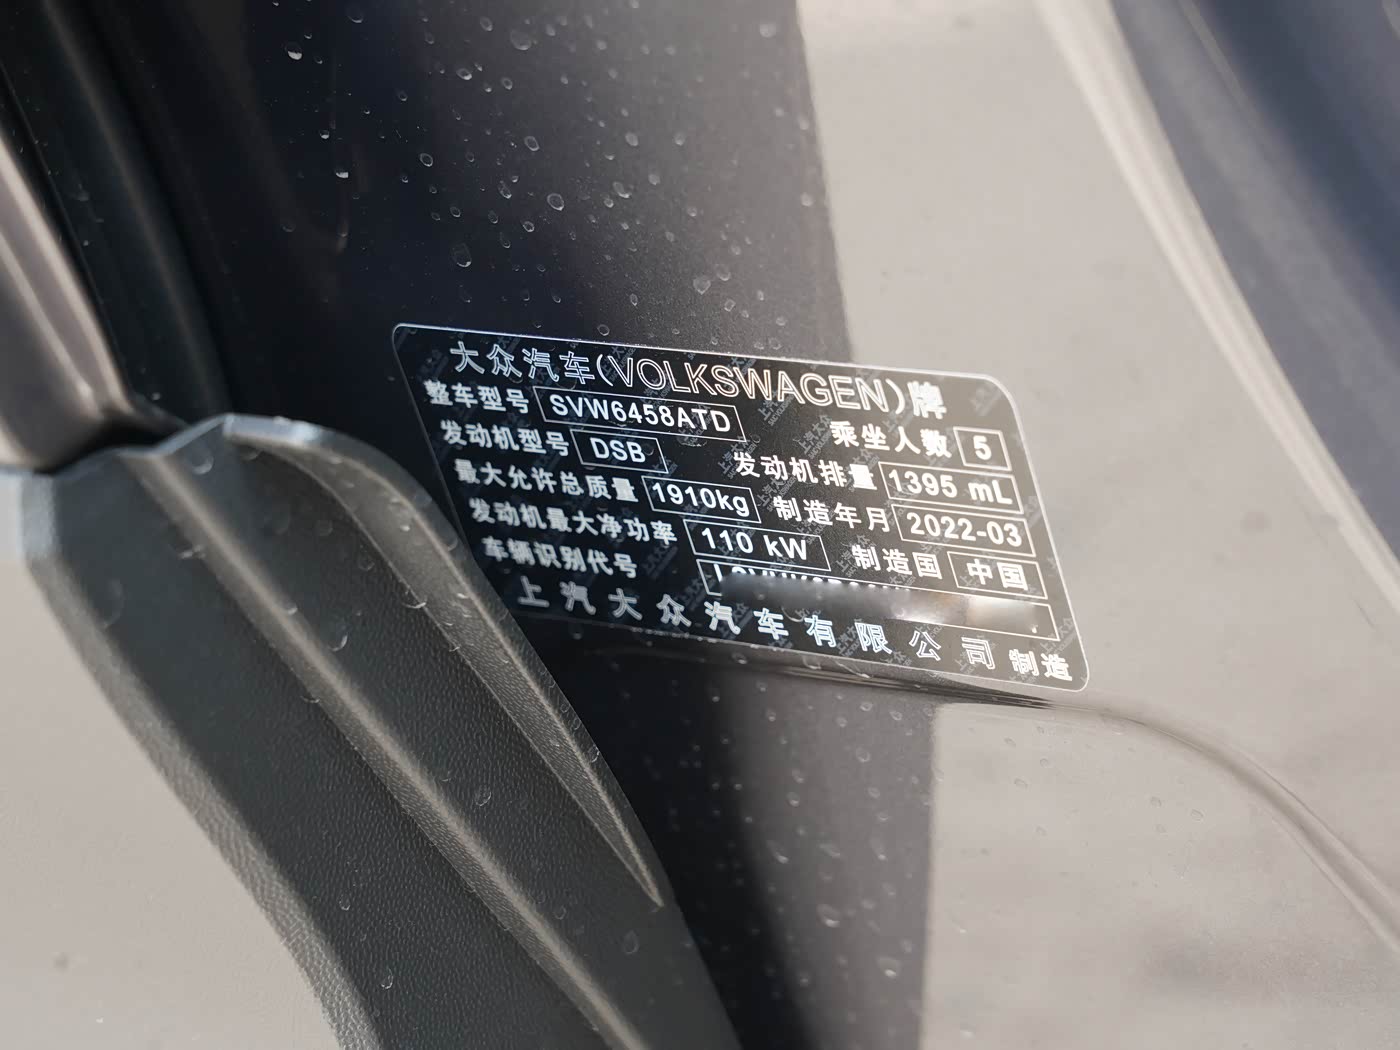 大众汽车(VOLKSWAGEN)牌
整车型号 SVW6458ATD 乘坐人数 5
发动机型号 DSB 发动机排量 1395 mL
最大允许总质量 1910kg 制造年月 2022-03
发动机最大净功率 110 kW 制造国 中国
车辆识别代号
上汽大众汽车有限公司 制造